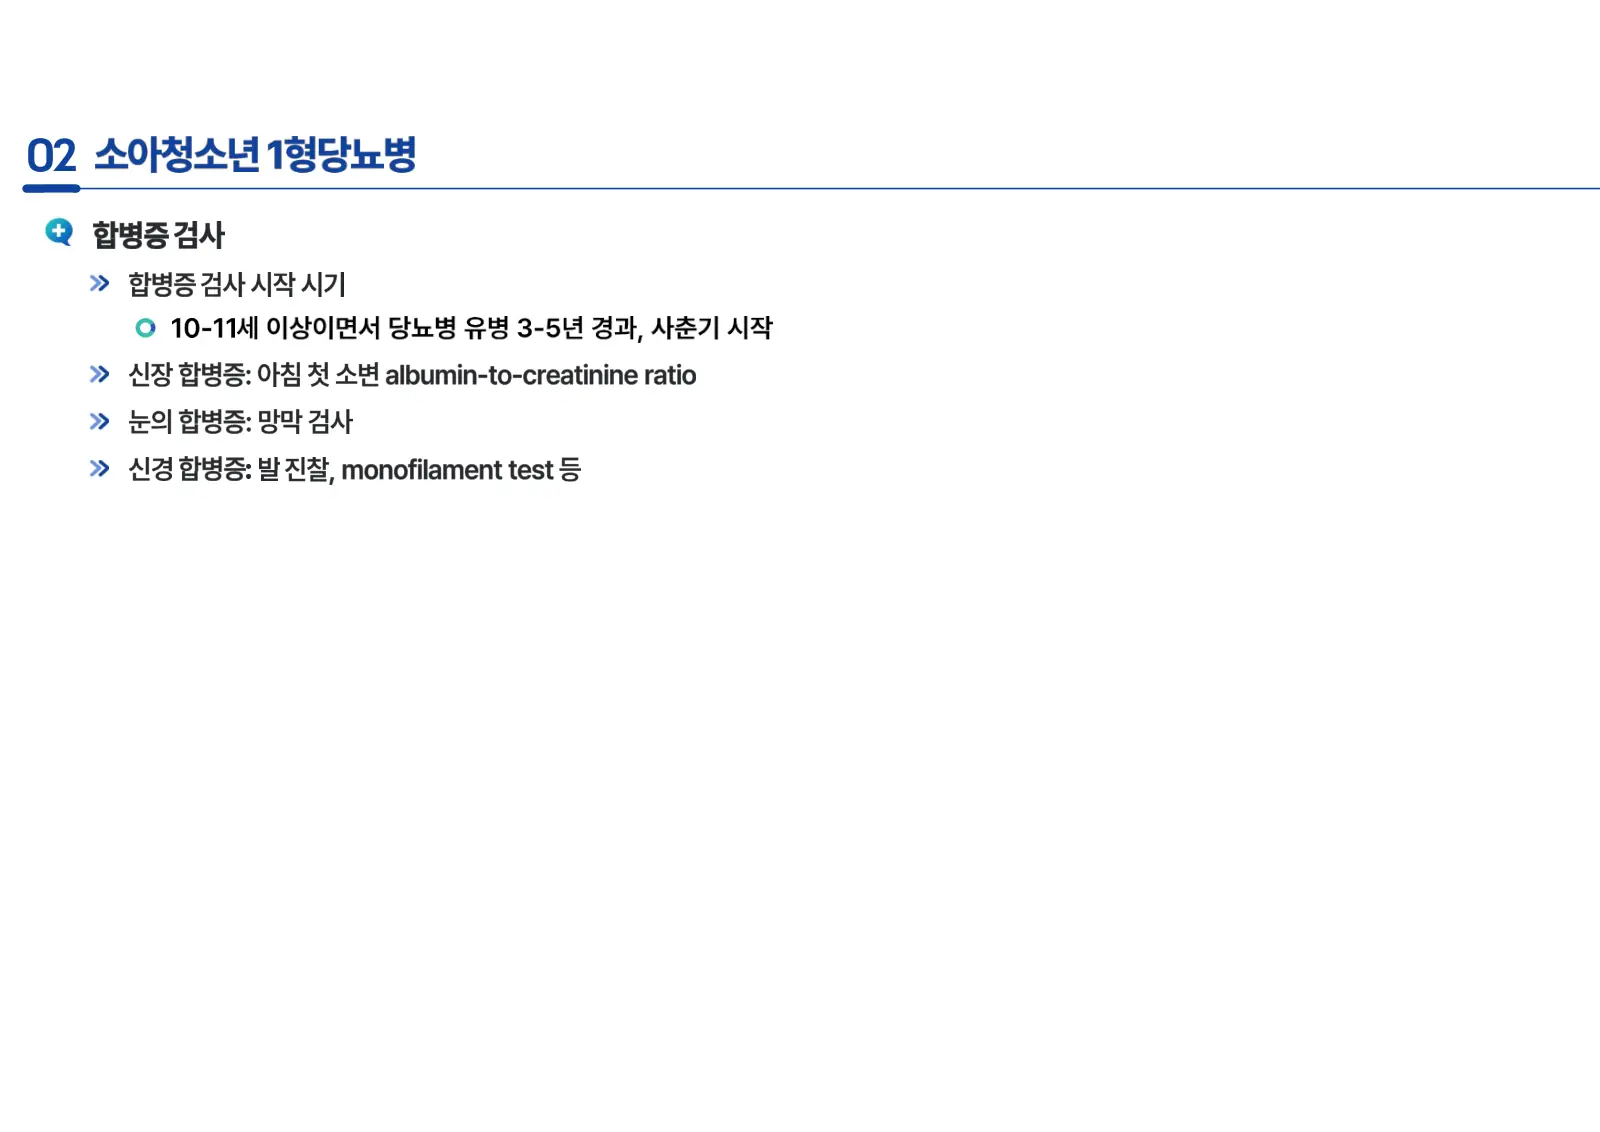 02 소아청소년 1형당뇨병
합병증 검사
합병증 검사 시작 시기
10-11세 이상이면서 당뇨병 유병 3-5년 경과, 사춘기 시작
신장 합병증: 아침 첫 소변 albumin-to-creatinine ratio
눈의 합병증: 망막 검사
신경 합병증: 발 진찰, monofilament test 등